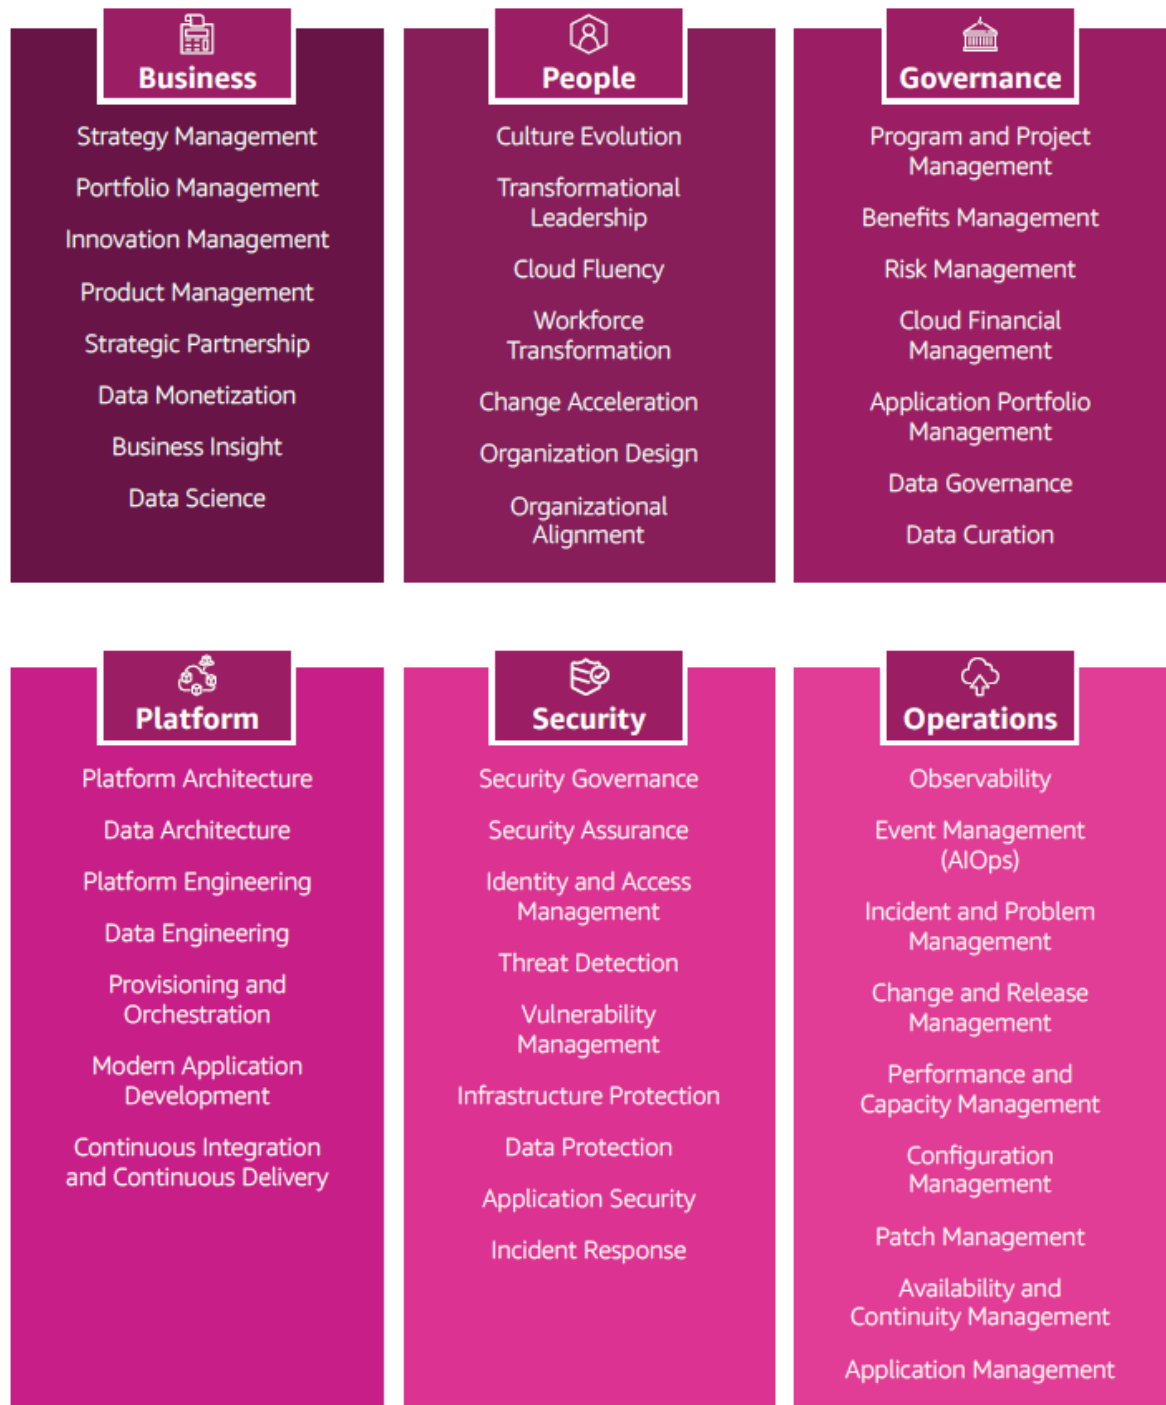 Business
Strategy Management
Portfolio Management
Innovation Management
Product Management
Strategic Partnership
Data Monetization
Business Insight
Data Science
People
Culture Evolution
Transformational
Leadership
Cloud Fluency
Workforce
Transformation
Change Acceleration
Organization Design
Organizational
Alignment
Governance
Program and Project
Management
Benefits Management
Risk Management
Cloud Financial
Management
Application Portfolio
Management
Data Governance
Data Curation
Platform
Platform Architecture
Data Architecture
Platform Engineering
Data Engineering
Provisioning and
Orchestration
Modern Application
Development
Continuous Integration
and Continuous Delivery
Security
Security Governance
Security Assurance
Identity and Access
Management
Threat Detection
Vulnerability
Management
Infrastructure Protection
Data Protection
Application Security
Incident Response
Operations
Observability
Event Management
(AIOps)
Incident and Problem
Management
Change and Release
Management
Performance and
Capacity Management
Configuration
Management
Patch Management
Availability and
Continuity Management
Application Management